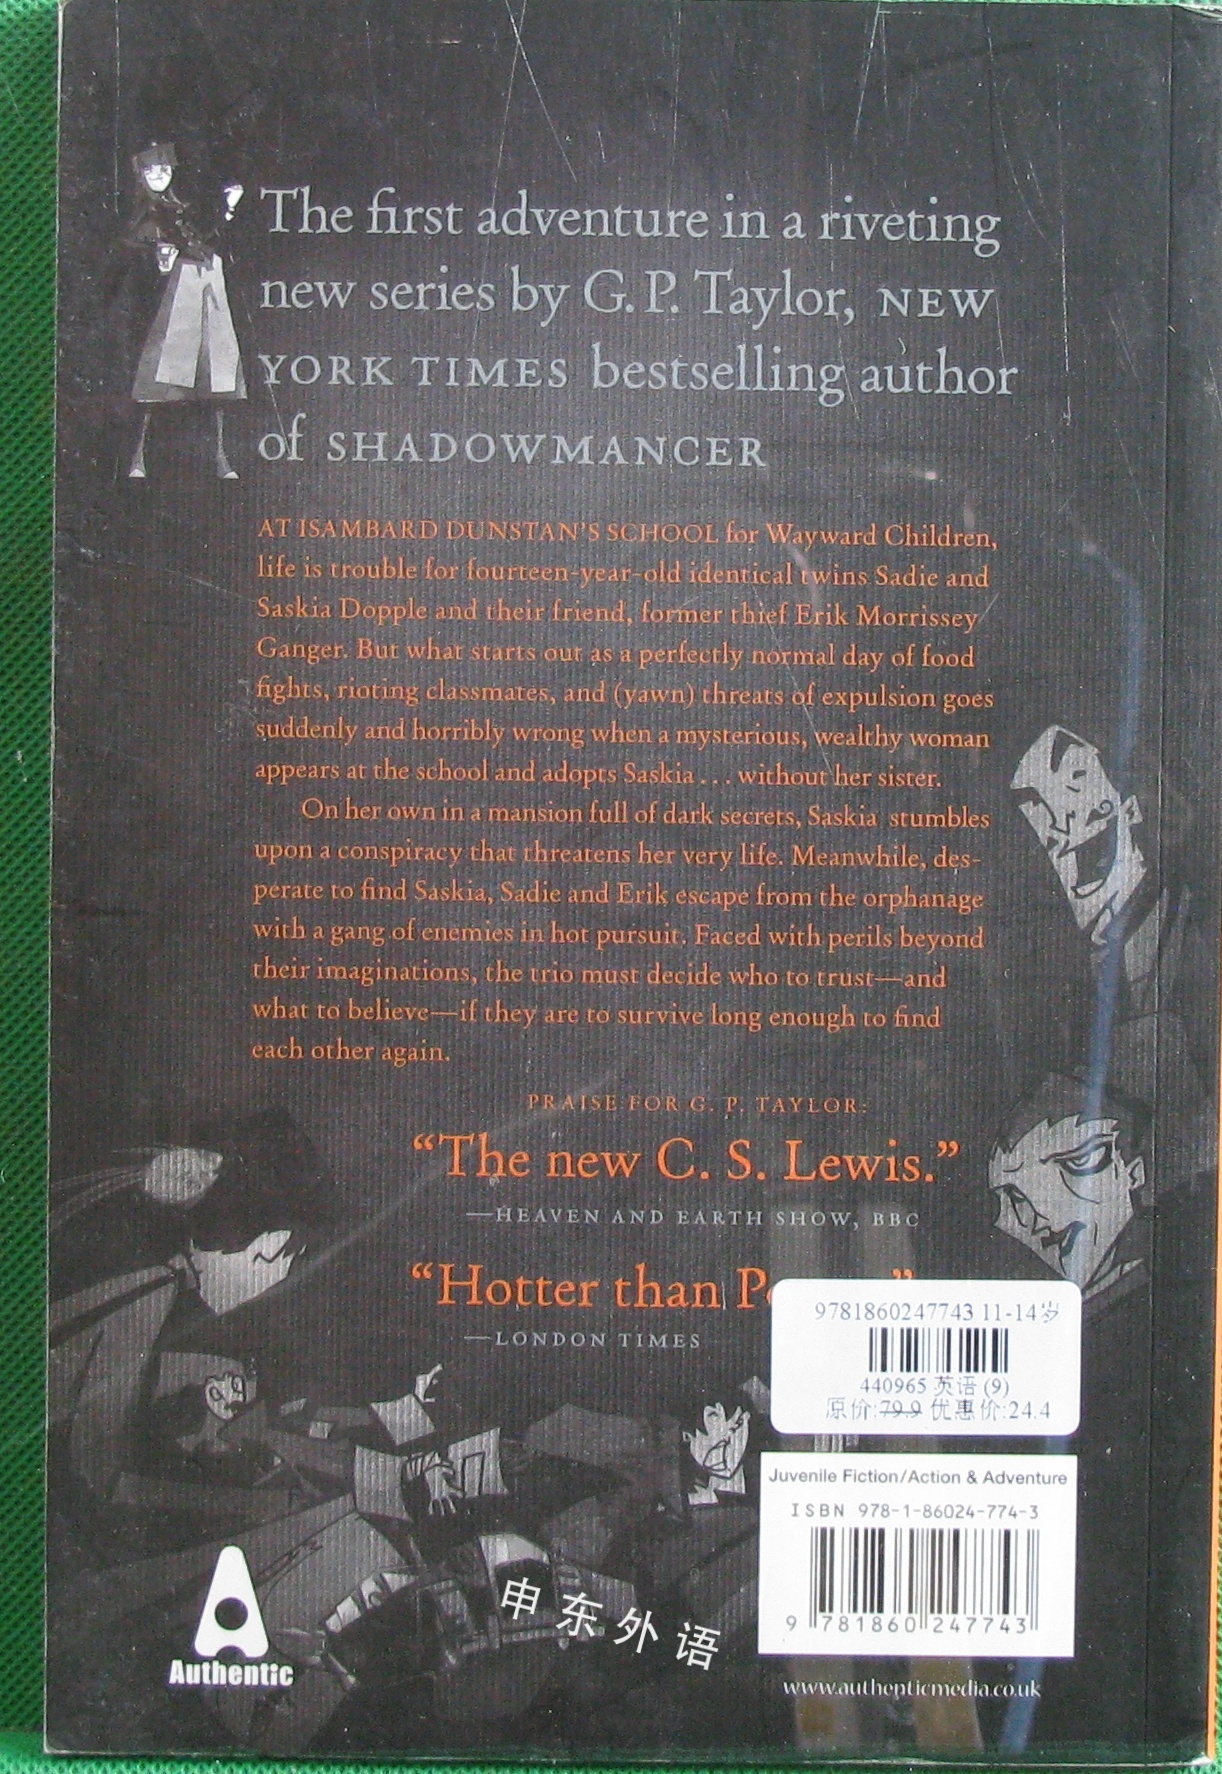 The first adventure in a riveting
new series by G. P. Taylor, NEW
YORK TIMES bestselling author
of SHADOWMANCER
AT ISAMBARD DUNSTAN'S SCHOOL for Wayward Children,
life is trouble for fourteen-year-old identical twins Sadie and
Saskia Dopple and their friend, former thief Erik Morrissey
Ganger. But what starts out as a perfectly normal day of food
fights, rioting classmates, and (yawn) threats of expulsion goes
suddenly and horribly wrong when a mysterious, wealthy woman
appears at the school and adopts Saskia . . . without her sister.
On her own in a mansion full of dark secrets, Saskia stumbles
upon a conspiracy that threatens her very life. Meanwhile, des-
perate to find Saskia, Sadie and Erik escape from the orphanage
with a gang of enemies in hot pursuit. Faced with perils beyond
their imaginations, the trio must decide who to trust—and
what to believe—if they are to survive long enough to find
each other again.
PRAISE FOR G. P. TAYLOR:
“The new C. S. Lewis.”
—HEAVEN AND EARTH SHOW, BBC
“Hotter than
—LONDON TIMES
9781860247743 11-14岁
440965 英语 (9)
原价:79.9 优惠价:24.4
Juvenile Fiction/Action & Adventure
ISBN 978-1-86024-774-3
9 781860 247743
www.authenticmedia.co.uk
Authentic
申东外语
?